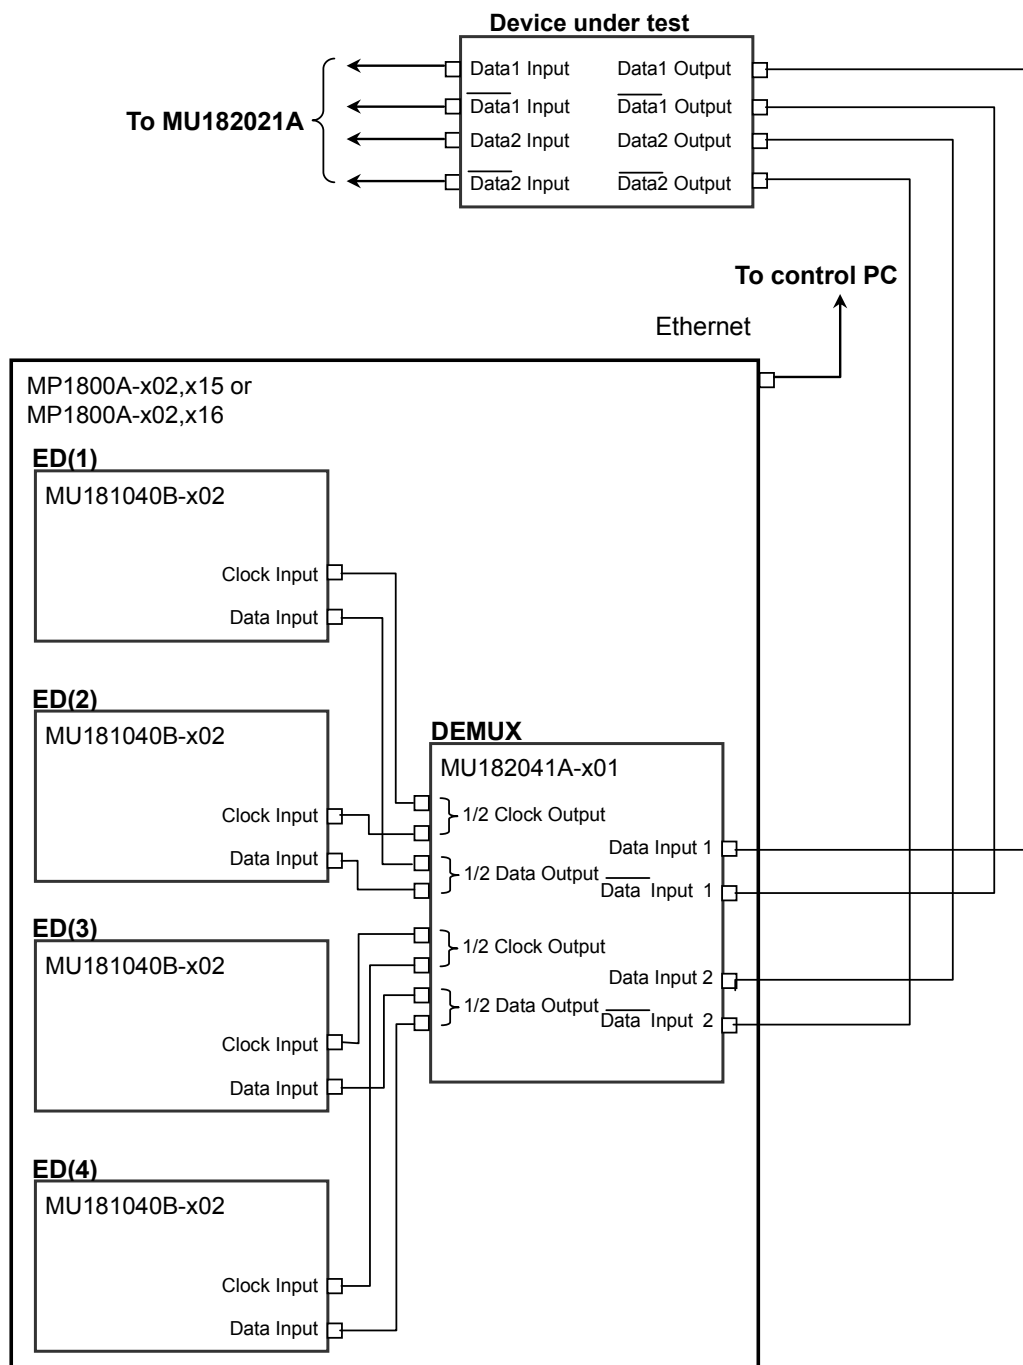 Device under test
Data1 Input Data1 Output
Data1 Input Data1 Output
To MU182021A
Data2 Input Data2 Output
Data2 Input Data2 Output
To control PC
Ethernet
MP1800A-x02,x15 or
MP1800A-x02,x16
ED(1)
MU181040B-x02
Clock Input
Data Input
ED(2)
MU181040B-x02
Clock Input
Data Input
DEMUX
MU182041A-x01
1/2 Clock Output
Data Input 1
1/2 Data Output
Data Input 1
1/2 Clock Output
Data Input 2
1/2 Data Output
Data Input 2
ED(3)
MU181040B-x02
Clock Input
Data Input
ED(4)
MU181040B-x02
Clock Input
Data Input